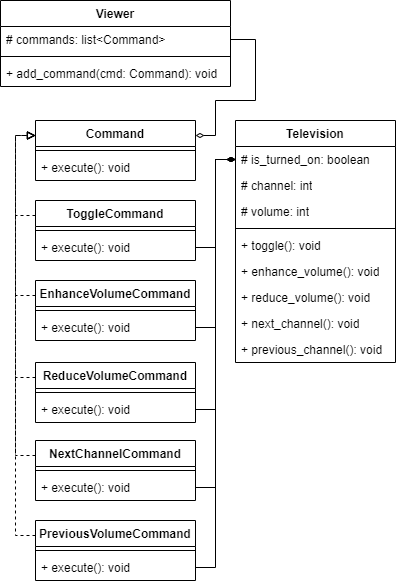 Viewer
# commands: list<Command>
+ add_command(cmd: Command): void
Command
+ execute(): void
Television
# is_turned_on: boolean
# channel: int
# volume: int
+ toggle(): void
+ enhance_volume(): void
+ reduce_volume(): void
+ next_channel(): void
+ previous_channel(): void
ToggleCommand
+ execute(): void
EnhanceVolumeCommand
+ execute(): void
ReduceVolumeCommand
+ execute(): void
NextChannelCommand
+ execute(): void
PreviousVolumeCommand
+ execute(): void